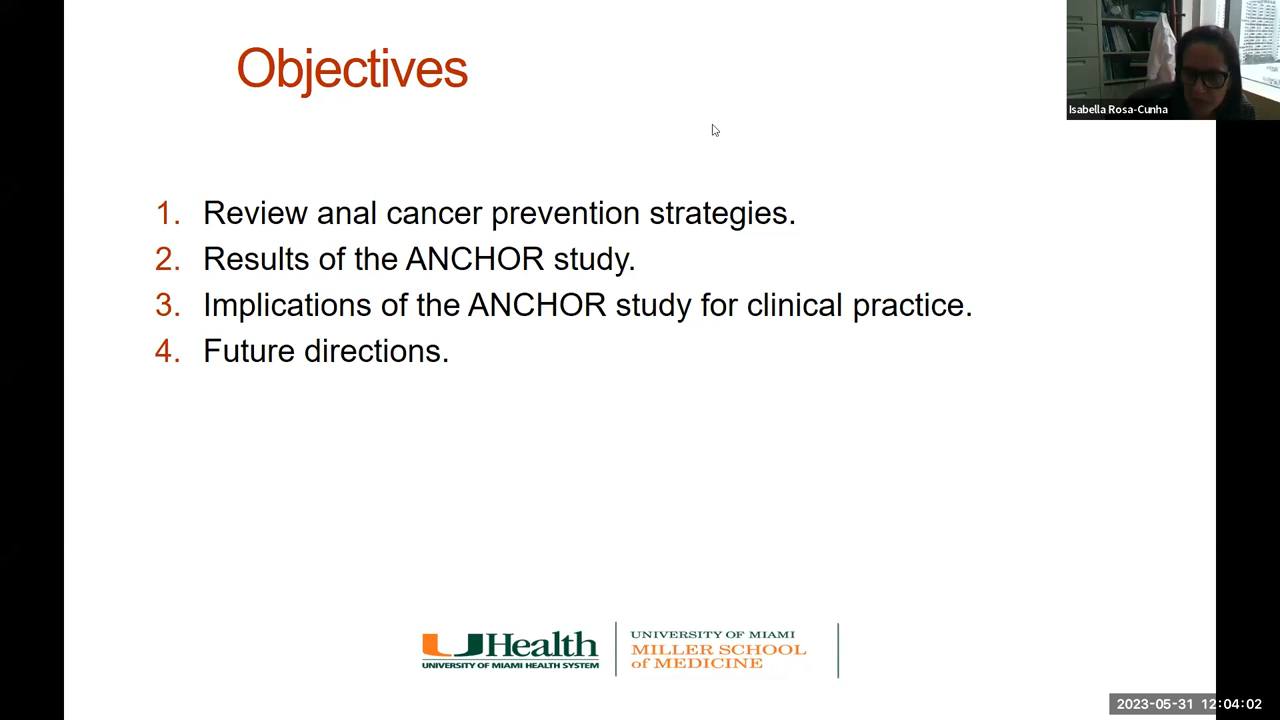 Objectives
Isabella Rosa-Cunha
1. Review anal cancer prevention strategies.
2. Results of the ANCHOR study.
3. Implications of the ANCHOR study for clinical practice.
4. Future directions.
UHealth
UNIVERSITY OF MIAMI HEALTH SYSTEM
UNIVERSITY OF MIAMI
MILLER SCHOOL
of MEDICINE
2023-05-31 12:04:02